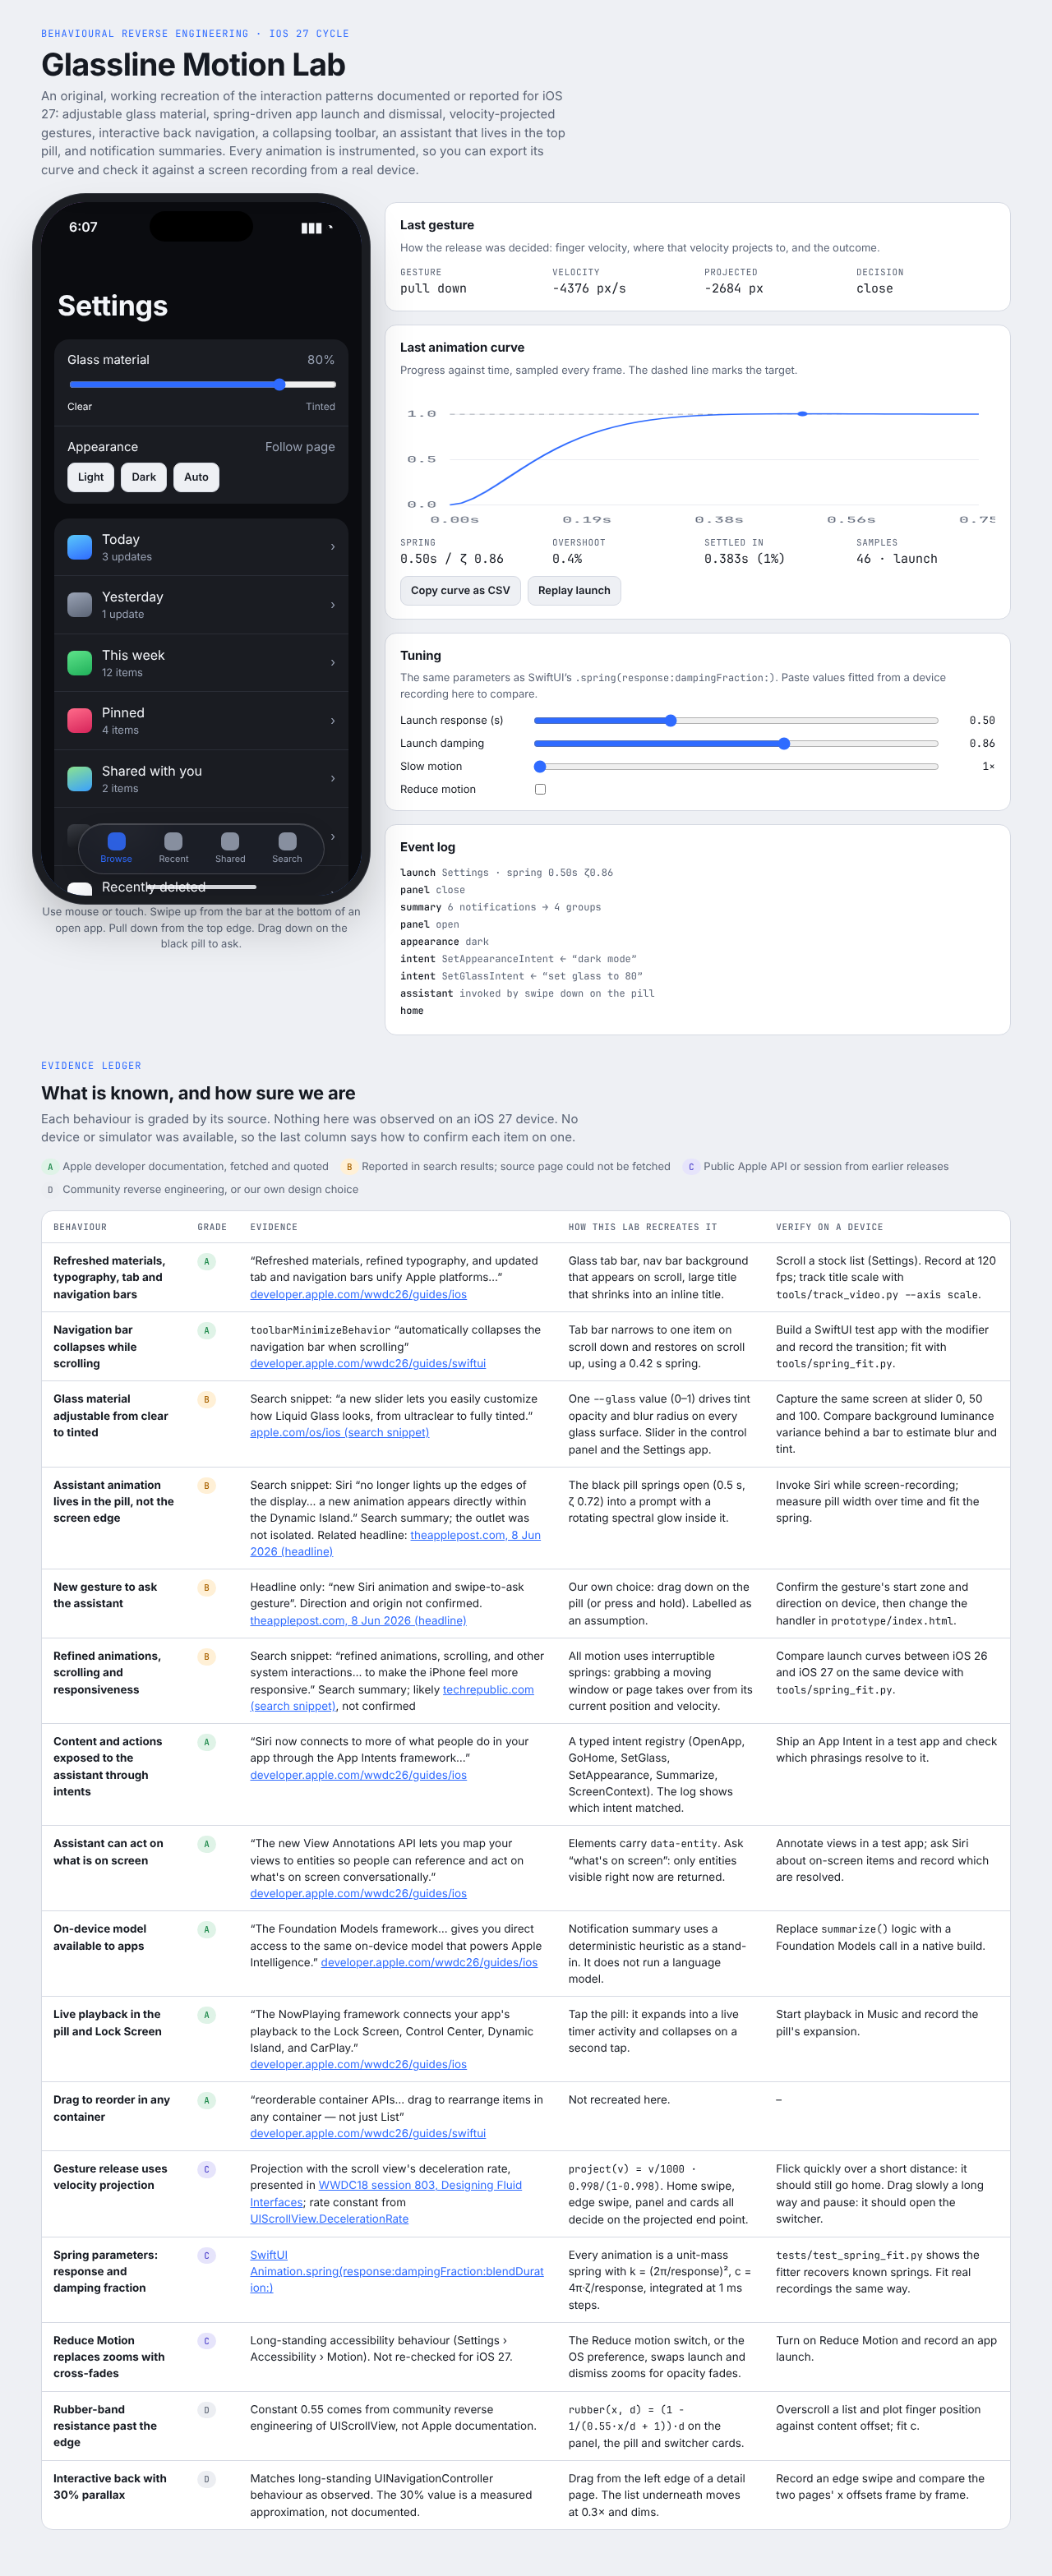 BEHAVIOURAL REVERSE ENGINEERING · IOS 27 CYCLE
Glassline Motion Lab
An original, working recreation of the interaction patterns documented or reported for iOS
27: adjustable glass material, spring-driven app launch and dismissal, velocity-projected
gestures, interactive back navigation, a collapsing toolbar, an assistant that lives in the top
pill, and notification summaries. Every animation is instrumented, so you can export its
curve and check it against a screen recording from a real device.
6:07
Settings
Glass material 80%
Clear Tinted
Appearance Follow page
Light Dark Auto
Today
3 updates
Yesterday
1 update
This week
12 items
Pinned
4 items
Shared with you
2 items
Browse Recent Shared Search
Recently deleted
Use mouse or touch. Swipe up from the bar at the bottom of an
open app. Pull down from the top edge. Drag down on the
black pill to ask.
Last gesture
How the release was decided: finger velocity, where that velocity projects to, and the outcome.
GESTURE VELOCITY PROJECTED DECISION
pull down -4376 px/s -2684 px close
Last animation curve
Progress against time, sampled every frame. The dashed line marks the target.
1.0
0.5
0.0
0.00s 0.19s 0.38s 0.56s 0.75
SPRING OVERSHOOT SETTLED IN SAMPLES
0.50s / ζ 0.86 0.4% 0.383s (1%) 46 · launch
Copy curve as CSV Replay launch
Tuning
The same parameters as SwiftUI’s .spring(response:dampingFraction:). Paste values fitted from a device
recording here to compare.
Launch response (s) 0.50
Launch damping 0.86
Slow motion 1×
Reduce motion
Event log
launch Settings · spring 0.50s ζ0.86
panel close
summary 6 notifications → 4 groups
panel open
appearance dark
intent SetAppearanceIntent ← “dark mode”
intent SetGlassIntent ← “set glass to 80”
assistant invoked by swipe down on the pill
home
EVIDENCE LEDGER
What is known, and how sure we are
Each behaviour is graded by its source. Nothing here was observed on an iOS 27 device. No
device or simulator was available, so the last column says how to confirm each item on one.
A Apple developer documentation, fetched and quoted B Reported in search results; source page could not be fetched C Public Apple API or session from earlier releases
D Community reverse engineering, or our own design choice
BEHAVIOUR GRADE EVIDENCE HOW THIS LAB RECREATES IT VERIFY ON A DEVICE
Refreshed materials,
typography, tab and
navigation bars
A
“Refreshed materials, refined typography, and updated
tab and navigation bars unify Apple platforms…”
developer.apple.com/wwdc26/guides/ios
Glass tab bar, nav bar background
that appears on scroll, large title
that shrinks into an inline title.
Scroll a stock list (Settings). Record at 120
fps; track title scale with
tools/track_video.py --axis scale.
Navigation bar
collapses while
scrolling
A
toolbarMinimizeBehavior “automatically collapses the
navigation bar when scrolling”
developer.apple.com/wwdc26/guides/swiftui
Tab bar narrows to one item on
scroll down and restores on scroll
up, using a 0.42 s spring.
Build a SwiftUI test app with the modifier
and record the transition; fit with
tools/spring_fit.py.
Glass material
adjustable from clear
to tinted
B
Search snippet: “a new slider lets you easily customize
how Liquid Glass looks, from ultraclear to fully tinted.”
apple.com/os/ios (search snippet)
One --glass value (0–1) drives tint
opacity and blur radius on every
glass surface. Slider in the control
panel and the Settings app.
Capture the same screen at slider 0, 50
and 100. Compare background luminance
variance behind a bar to estimate blur and
tint.
Assistant animation
lives in the pill, not the
screen edge
B
Search snippet: Siri “no longer lights up the edges of
the display… a new animation appears directly within
the Dynamic Island.” Search summary; the outlet was
not isolated. Related headline: theapplepost.com, 8 Jun
2026 (headline)
The black pill springs open (0.5 s,
ζ 0.72) into a prompt with a
rotating spectral glow inside it.
Invoke Siri while screen-recording;
measure pill width over time and fit the
spring.
New gesture to ask
the assistant
B
Headline only: “new Siri animation and swipe-to-ask
gesture”. Direction and origin not confirmed.
theapplepost.com, 8 Jun 2026 (headline)
Our own choice: drag down on the
pill (or press and hold). Labelled as
an assumption.
Confirm the gesture's start zone and
direction on device, then change the
handler in prototype/index.html.
Refined animations,
scrolling and
responsiveness
B
Search snippet: “refined animations, scrolling, and other
system interactions… to make the iPhone feel more
responsive.” Search summary; likely techrepublic.com
(search snippet), not confirmed
All motion uses interruptible
springs: grabbing a moving
window or page takes over from its
current position and velocity.
Compare launch curves between iOS 26
and iOS 27 on the same device with
tools/spring_fit.py.
Content and actions
exposed to the
assistant through
intents
A
“Siri now connects to more of what people do in your
app through the App Intents framework…”
developer.apple.com/wwdc26/guides/ios
A typed intent registry (OpenApp,
GoHome, SetGlass,
SetAppearance, Summarize,
ScreenContext). The log shows
which intent matched.
Ship an App Intent in a test app and check
which phrasings resolve to it.
Assistant can act on
what is on screen
A
“The new View Annotations API lets you map your
views to entities so people can reference and act on
what's on screen conversationally.”
developer.apple.com/wwdc26/guides/ios
Elements carry data-entity. Ask
“what's on screen”: only entities
visible right now are returned.
Annotate views in a test app; ask Siri
about on-screen items and record which
are resolved.
On-device model
available to apps
A
“The Foundation Models framework… gives you direct
access to the same on-device model that powers Apple
Intelligence.” developer.apple.com/wwdc26/guides/ios
Notification summary uses a
deterministic heuristic as a stand-
in. It does not run a language
model.
Replace summarize() logic with a
Foundation Models call in a native build.
Live playback in the
pill and Lock Screen
A
“The NowPlaying framework connects your app's
playback to the Lock Screen, Control Center, Dynamic
Island, and CarPlay.”
developer.apple.com/wwdc26/guides/ios
Tap the pill: it expands into a live
timer activity and collapses on a
second tap.
Start playback in Music and record the
pill's expansion.
Drag to reorder in any
container
A
“reorderable container APIs… drag to rearrange items in
any container — not just List”
developer.apple.com/wwdc26/guides/swiftui
Not recreated here.
–
Gesture release uses
velocity projection
C
Projection with the scroll view's deceleration rate,
presented in WWDC18 session 803, Designing Fluid
Interfaces; rate constant from
UIScrollView.DecelerationRate
project(v) = v/1000 ·
0.998/(1-0.998). Home swipe,
edge swipe, panel and cards all
decide on the projected end point.
Flick quickly over a short distance: it
should still go home. Drag slowly a long
way and pause: it should open the
switcher.
Spring parameters:
response and
damping fraction
C
SwiftUI
Animation.spring(response:dampingFraction:blendDurat
ion:)
Every animation is a unit-mass
spring with k = (2π/response)², c =
4π·ζ/response, integrated at 1 ms
steps.
tests/test_spring_fit.py shows the
fitter recovers known springs. Fit real
recordings the same way.
Reduce Motion
replaces zooms with
cross-fades
C
Long-standing accessibility behaviour (Settings ›
Accessibility › Motion). Not re-checked for iOS 27.
The Reduce motion switch, or the
OS preference, swaps launch and
dismiss zooms for opacity fades.
Turn on Reduce Motion and record an app
launch.
Rubber-band
resistance past the
edge
D
Constant 0.55 comes from community reverse
engineering of UIScrollView, not Apple documentation.
rubber(x, d) = (1 -
1/(0.55·x/d + 1))·d on the
panel, the pill and switcher cards.
Overscroll a list and plot finger position
against content offset; fit c.
Interactive back with
30% parallax
D
Matches long-standing UINavigationController
behaviour as observed. The 30% value is a measured
approximation, not documented.
Drag from the left edge of a detail
page. The list underneath moves
at 0.3× and dims.
Record an edge swipe and compare the
two pages' x offsets frame by frame.